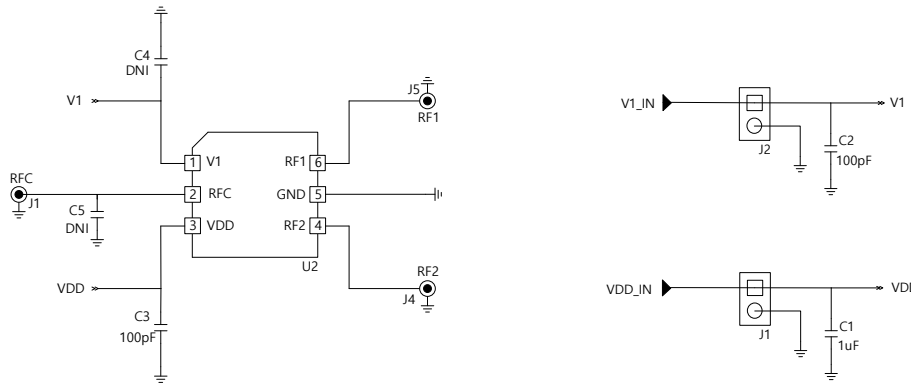 C4
DNI
V1
J5
RF1
1 V1
RF1 6
RFC
J1
2 RFC
GND 5
C5
DNI
3 VDD
RF2 4
U2
VDD
RF2
J4
C3
100pF
V1_IN
V1
J2
C2
100pF
VDD_IN
J1
C1
1uF